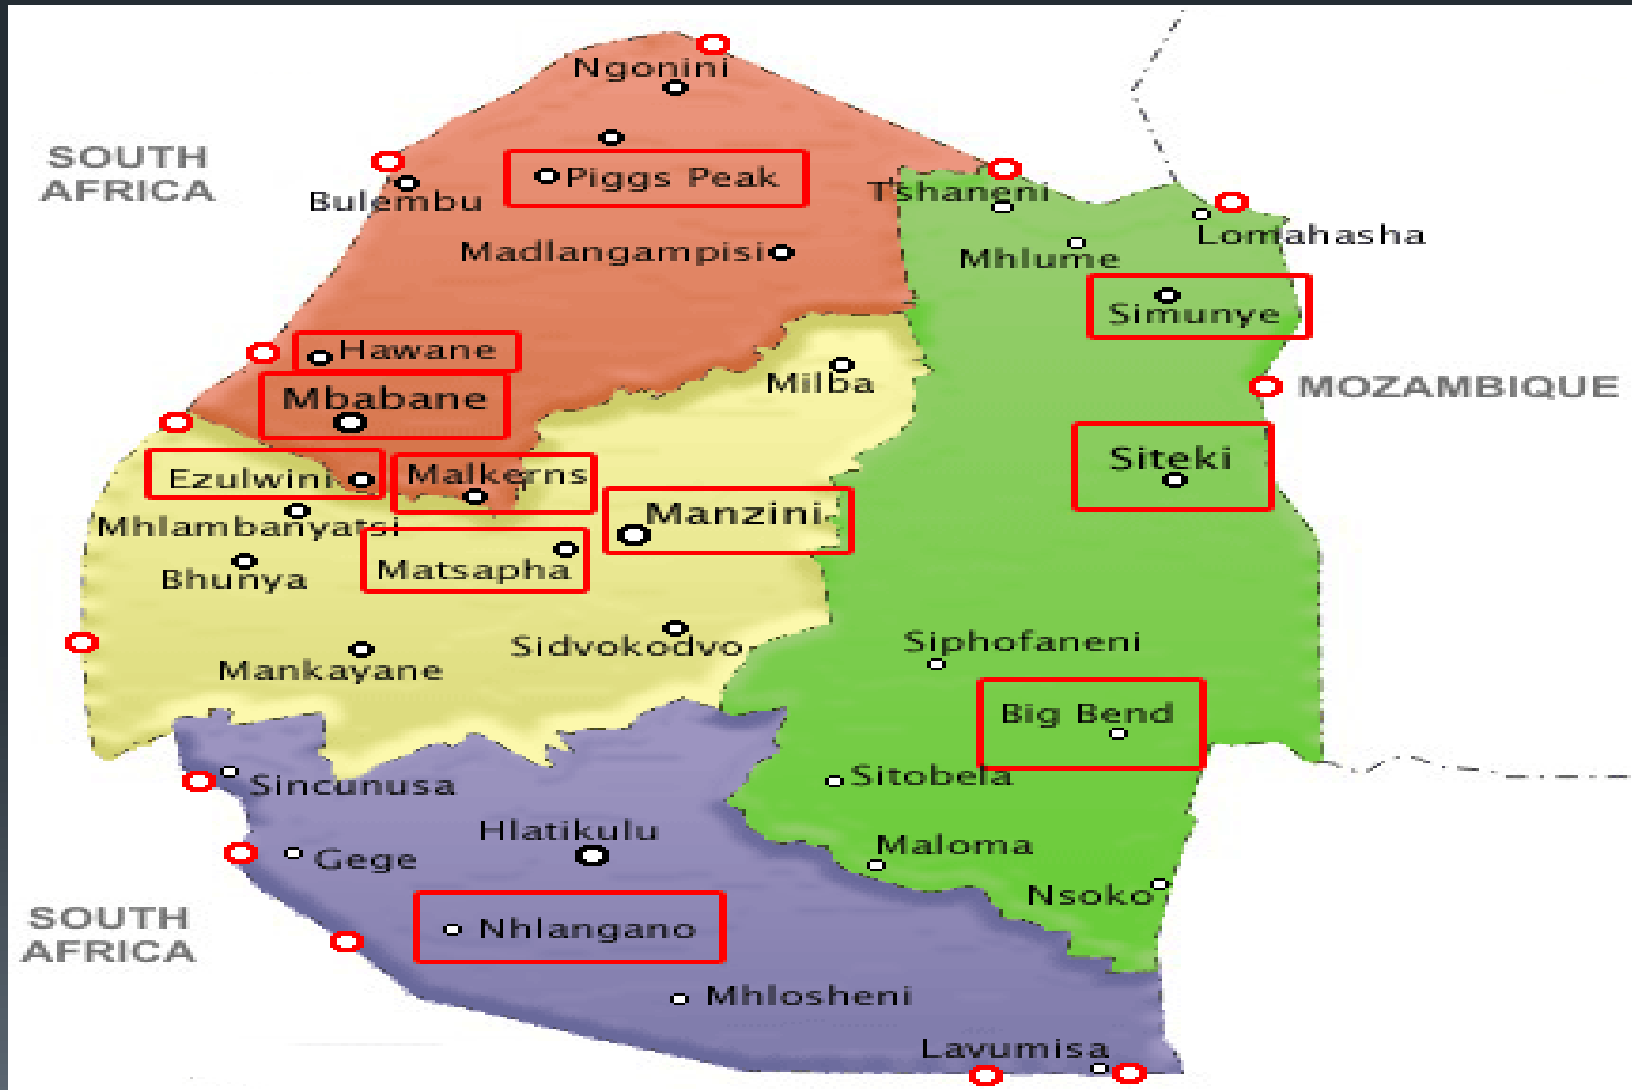 Ngonini
SOUTH
AFRICA
Piggs Peak
Bulembu
Tshaneni
Lomahasha
Madlangampisi
Mhlume
Simunye
Hawane
Milba
MOZAMBIQUE
Mbabane
Siteki
Ezulwini
Malkerns
Manzini
Mhlambanyatsi
Matsapha
Bhunya
Sidvokodvo
Siphofaneni
Mankayane
Big Bend
Sincunusa
Sitobela
Hlatikulu
Gege
Maloma
Nsoko
SOUTH
AFRICA
Nhlangano
Mhlosheni
Lavumisa